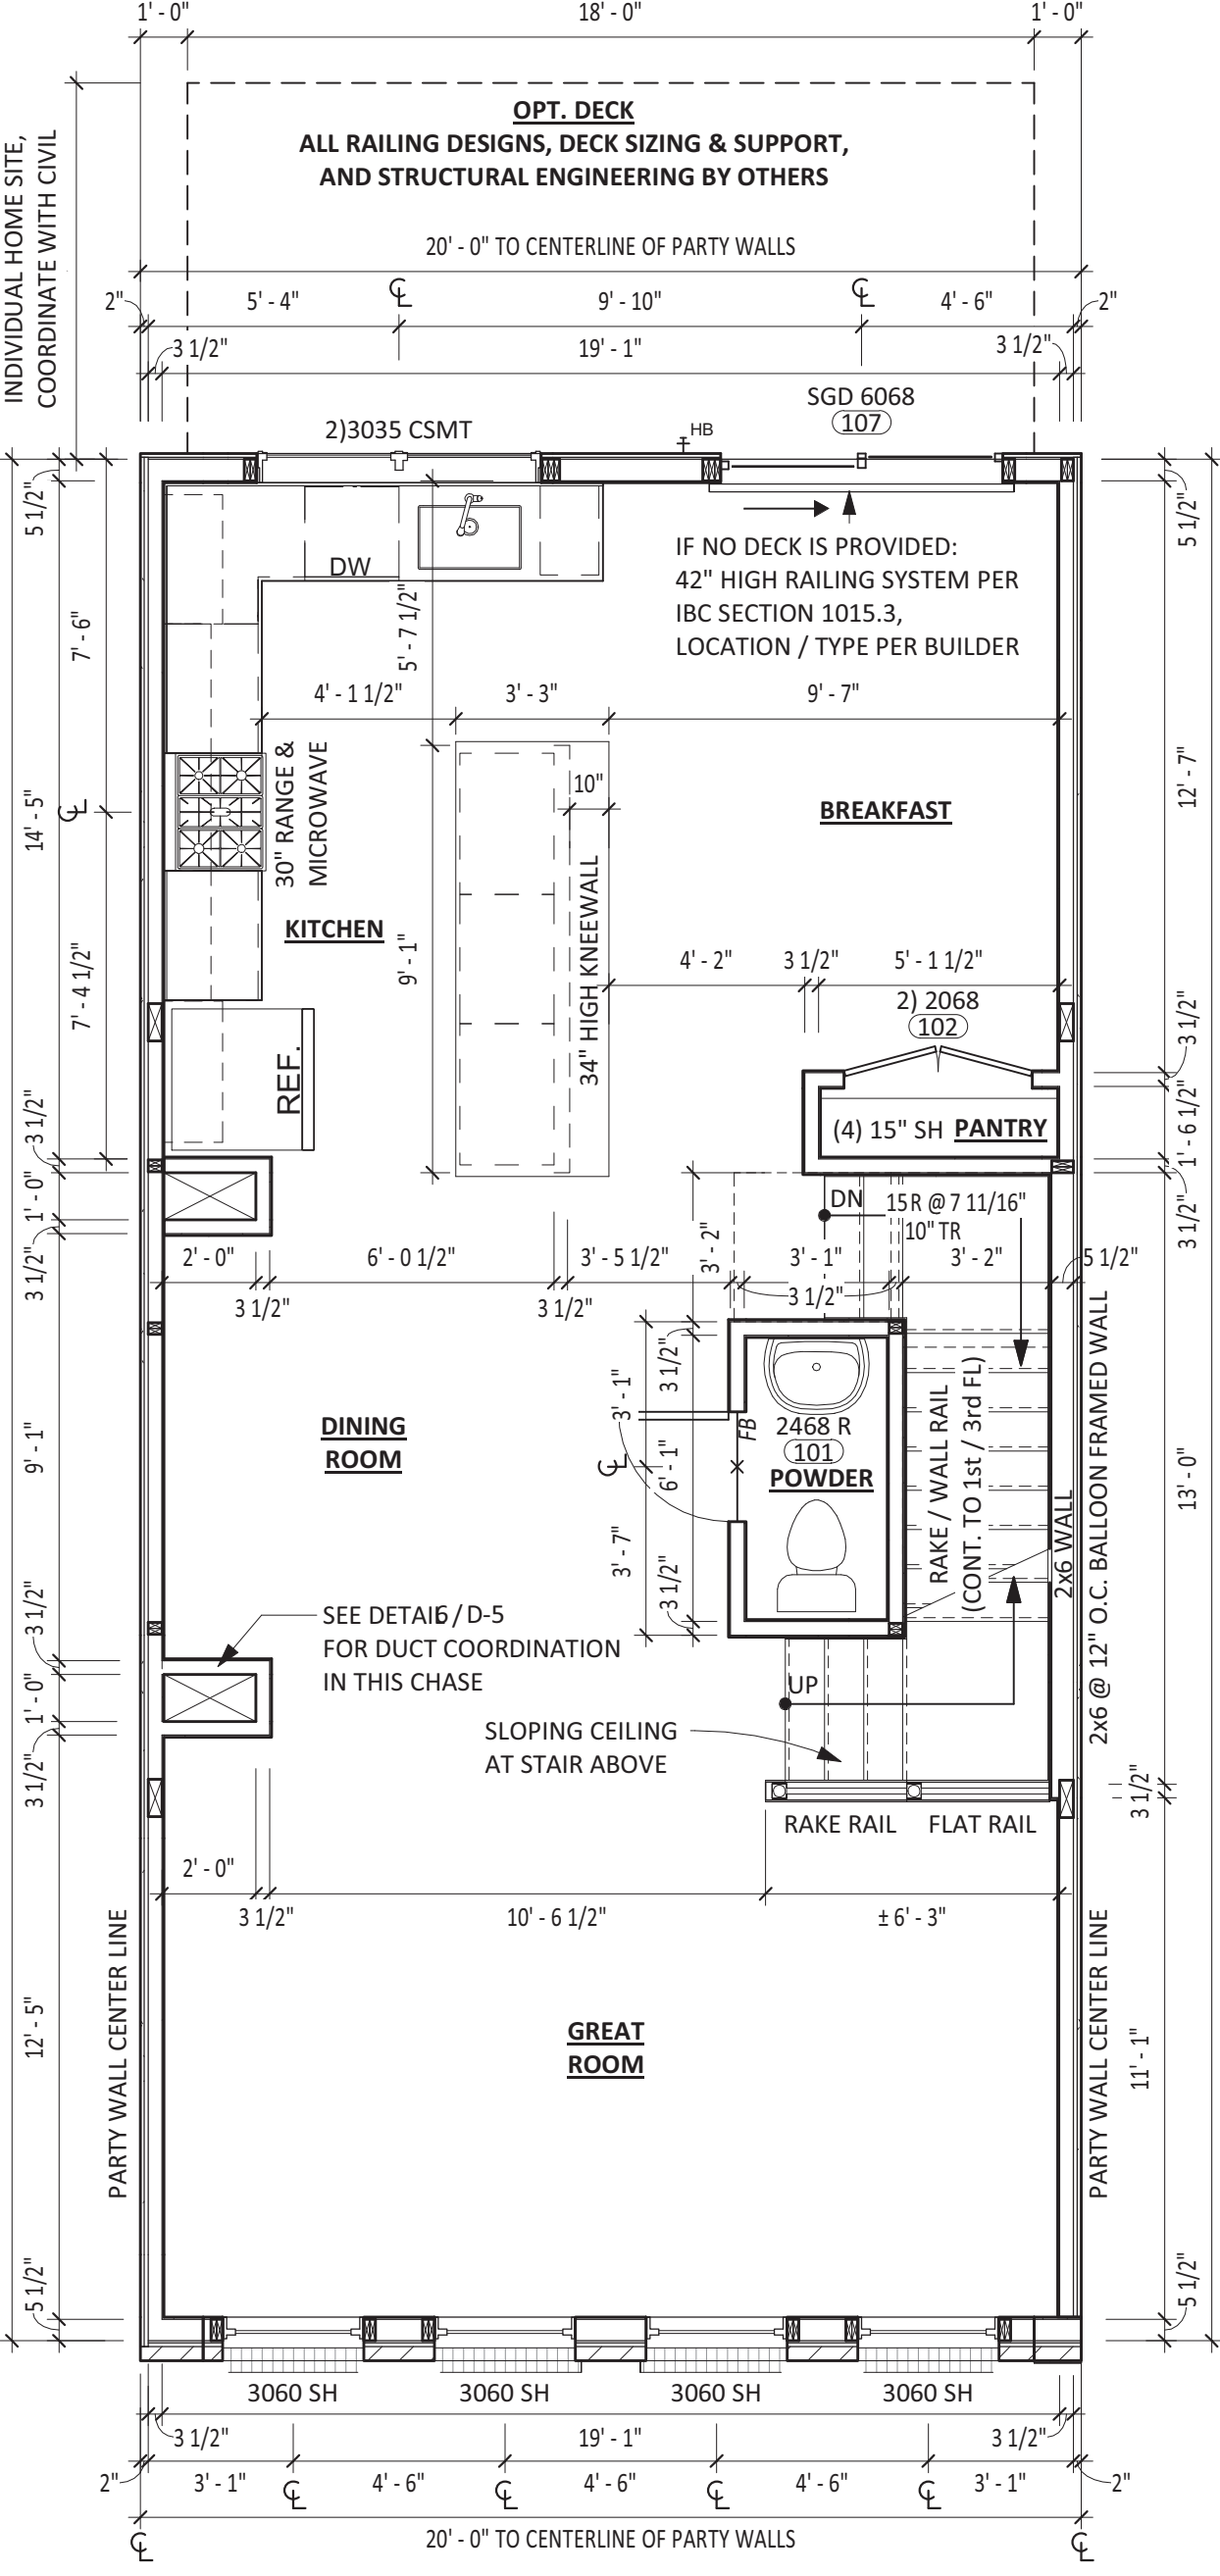 1' - 0"
18' - 0"
1' - 0"
OPT. DECK
ALL RAILING DESIGNS, DECK SIZING & SUPPORT,
AND STRUCTURAL ENGINEERING BY OTHERS
INDIVIDUAL HOME SITE,
COORDINATE WITH CIVIL
20' - 0" TO CENTERLINE OF PARTY WALLS
2"
5' - 4"
9' - 10"
4' - 6"
2"
3 1/2"
19' - 1"
3 1/2"
SGD 6068
107
2)3035 CSMT
HB
5 1/2"
5 1/2"
DW
IF NO DECK IS PROVIDED:
42" HIGH RAILING SYSTEM PER
IBC SECTION 1015.3,
LOCATION / TYPE PER BUILDER
7' - 6"
5' - 7 1/2"
4' - 1 1/2"
3' - 3"
9' - 7"
30" RANGE &
MICROWAVE
10"
12' - 7"
14' - 5"
BREAKFAST
KITCHEN
34" HIGH KNEEWALL
9' - 1"
7' - 4 1/2"
4' - 2"
3 1/2"
5' - 1 1/2"
2) 2068
102
3 1/2"
REF.
(4) 15" SH PANTRY
3 1/2"
1' - 6 1/2"
1' - 0"
3 1/2"
DN
15 R @ 7 11/16"
10" TR
3' - 2"
3 1/2"
2' - 0"
6' - 0 1/2"
3' - 5 1/2"
3' - 1"
3' - 2"
5 1/2"
3 1/2"
3 1/2"
3 1/2"
3 1/2"
3' - 1"
DINING
ROOM
FB
2468 R
101
POWDER
6' - 1"
RAKE / WALL RAIL
(CONT. TO 1st / 3rd FL)
2x6 WALL
2x6 @ 12" O.C. BALLOON FRAMED WALL
9' - 1"
13' - 0"
3' - 7"
3 1/2"
3 1/2"
SEE DETAIL 6 / D-5
FOR DUCT COORDINATION
IN THIS CHASE
1' - 0"
UP
SLOPING CEILING
AT STAIR ABOVE
3 1/2"
3 1/2"
RAKE RAIL
FLAT RAIL
2' - 0"
3 1/2"
10' - 6 1/2"
± 6' - 3"
PARTY WALL CENTER LINE
PARTY WALL CENTER LINE
12' - 5"
GREAT
ROOM
11' - 1"
5 1/2"
5 1/2"
3060 SH
3060 SH
3060 SH
3060 SH
3 1/2"
19' - 1"
3 1/2"
2"
3' - 1"
4' - 6"
4' - 6"
4' - 6"
3' - 1"
2"
20' - 0" TO CENTERLINE OF PARTY WALLS